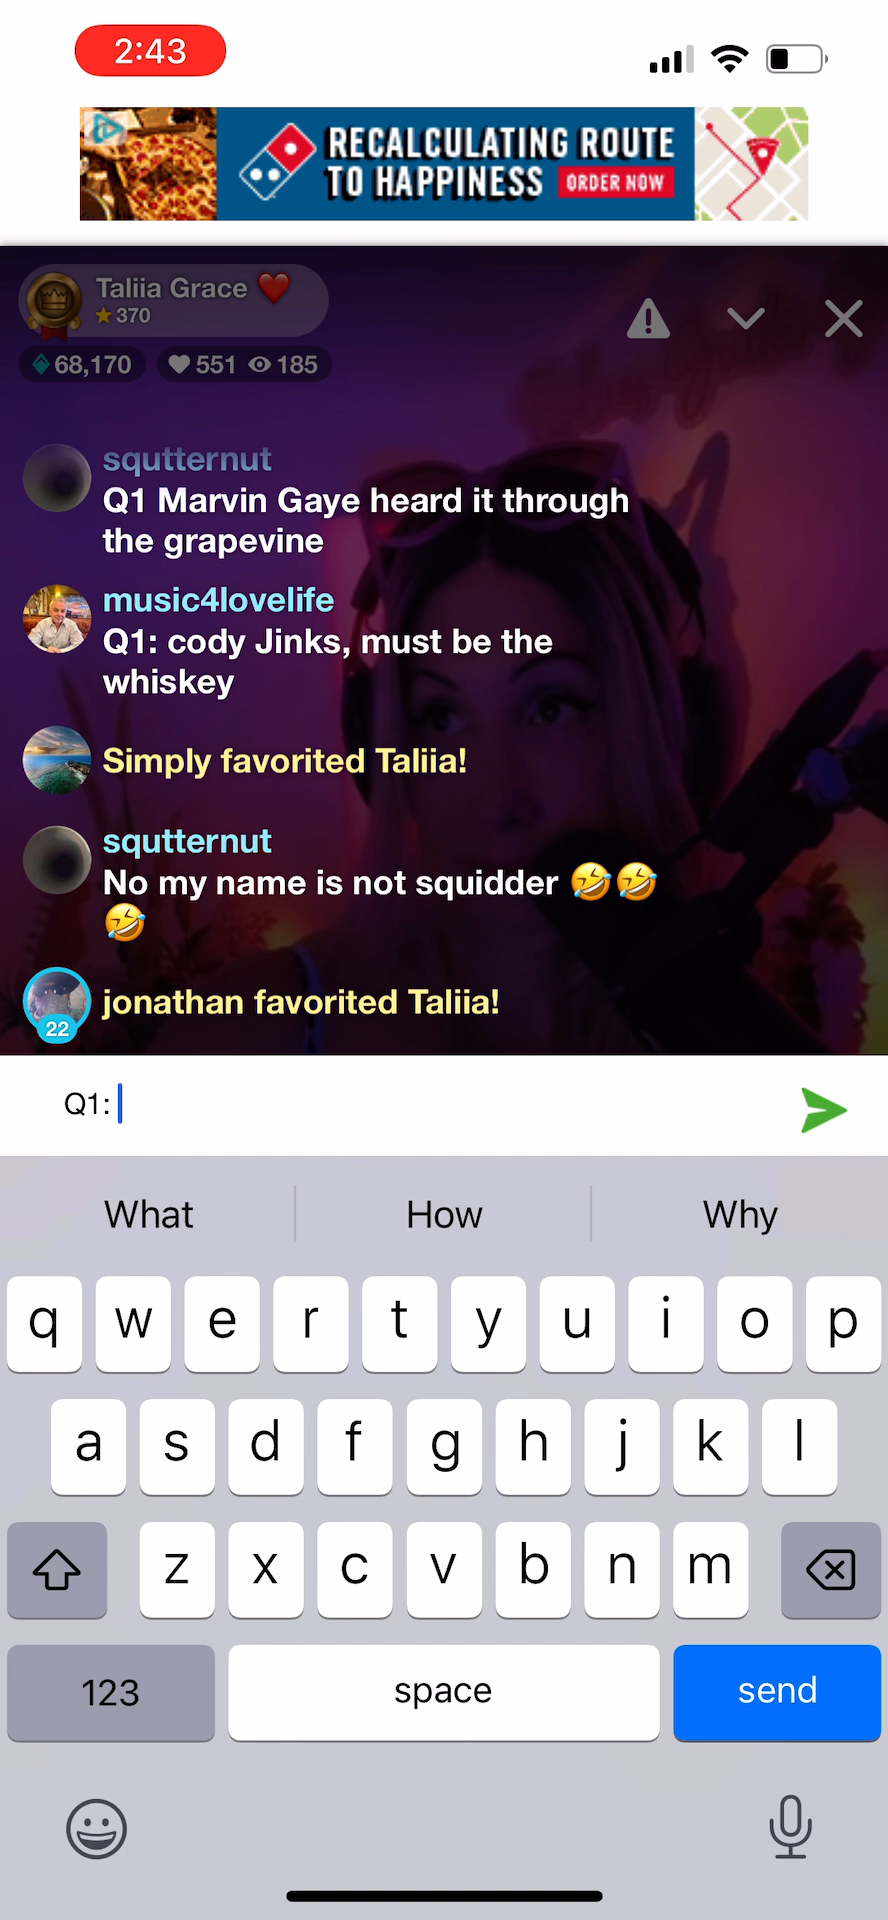 2:43
RECALCULATING ROUTE
TO HAPPINESS ORDER NOW
Taliia Grace ❤️
370
68,170 551 185
squtternut
Q1 Marvin Gaye heard it through
the grapevine
music4lovelife
Q1: cody Jinks, must be the
whiskey
Simply favorited Taliia!
squtternut
No my name is not squidder 🤣🤣
🤣
jonathan favorited Taliia!
22
Q1:
What How Why
q w e r t y u i o p
a s d f g h j k l
z x c v b n m
123 space send